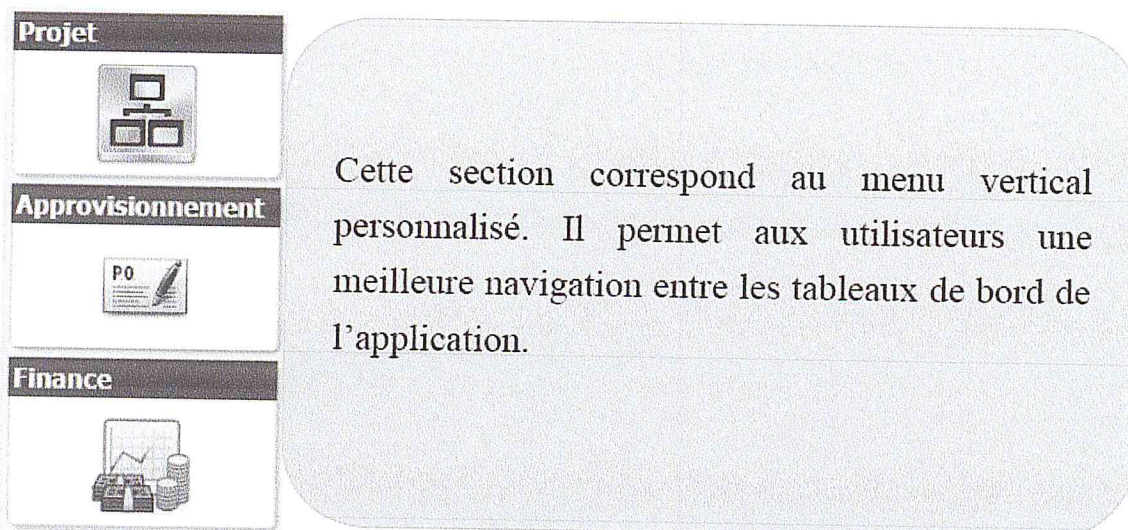 Projet
Approvisionnement
PO
Finance
Cette section correspond au menu vertical
personnalisé. Il permet aux utilisateurs une
meilleure navigation entre les tableaux de bord de
l’application.